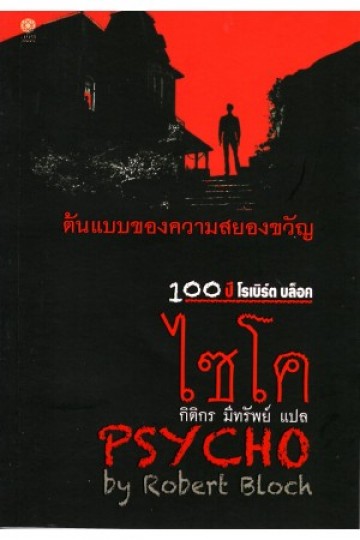 ต้นแบบของความสยองขวัญ
100 ปี โรเบิร์ต บล็อค
ไซโค
กิติกร มีทรัพย์ แปล
PSYCHO
by Robert Bloch